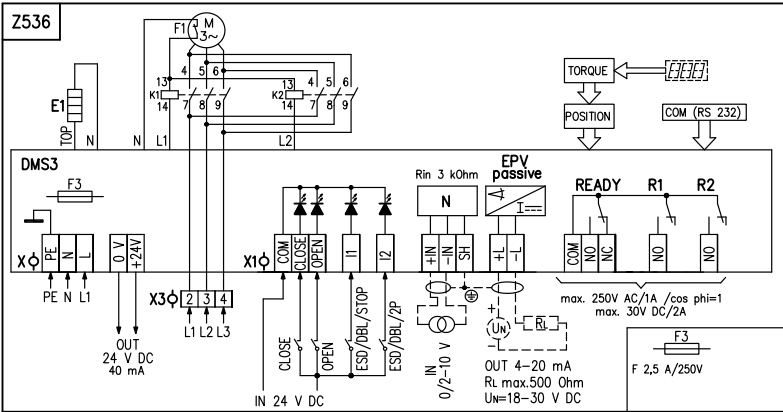 Z536
F1
M
3~
13
4
5
6
K1
14
7
8
9
13
4
5
6
K2
14
7
8
9
E1
TOP
N
N
L1
L2
TORQUE
POSITION
COM (RS 232)
DMS3
F3
Rin 3 kOhm
N
EPV
passive
I
READY
R1
R2
X
PE
N
L
0 V
+24V
X1
COM
CLOSE
OPEN
I1
I2
+IN
-IN
SH
+L
-L
COM
NO
NC
NO
NO
PE N L1
X3
2
3
4
L1 L2 L3
OUT
24 V DC
40 mA
CLOSE
OPEN
ESD/DBL/STOP
ESD/DBL/2P
IN 24 V DC
IN
0/2-10 V
+
UN
-
RL
OUT 4-20 mA
RL max.500 Ohm
UN=18-30 V DC
max. 250V AC/1A /cos phi=1
max. 30V DC/2A
F3
F 2,5 A/250V